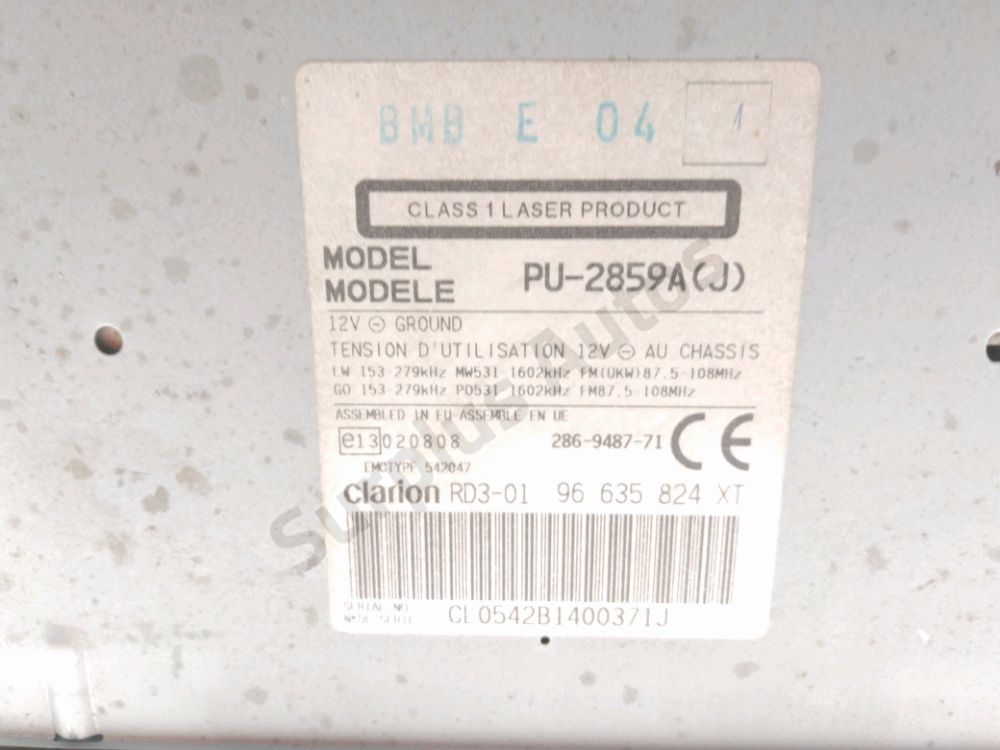 BMB E 04 1
CLASS 1 LASER PRODUCT
MODEL
MODELE PU-2859A(J)
12V ⊖ GROUND
TENSION D'UTILISATION 12V ⊖ AU CHASSIS
LW 153-279kHz MW531-1602kHz FM(UKW)87.5-108MHz
GO 153-279kHz PO531-1602kHz FM87.5-108MHz
ASSEMBLED IN EU-ASSEMBLE EN UE
e13 020808 286-9487-71 CE
EMCTYPE 542047
clarion RD3-01 96 635 824 XT
SERIAL NO
N° DE SERIE CL0542B1400371J
Surplus Autos